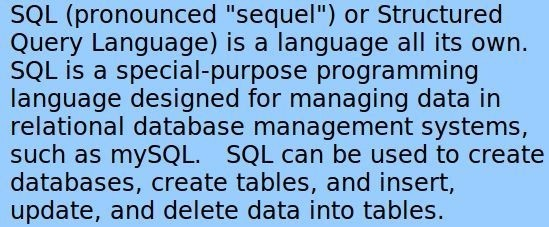 SQL (pronounced "sequel") or Structured
Query Language) is a language all its own.
SQL is a special-purpose programming
language designed for managing data in
relational database management systems,
such as mySQL.   SQL can be used to create
databases, create tables, and insert,
update, and delete data into tables.